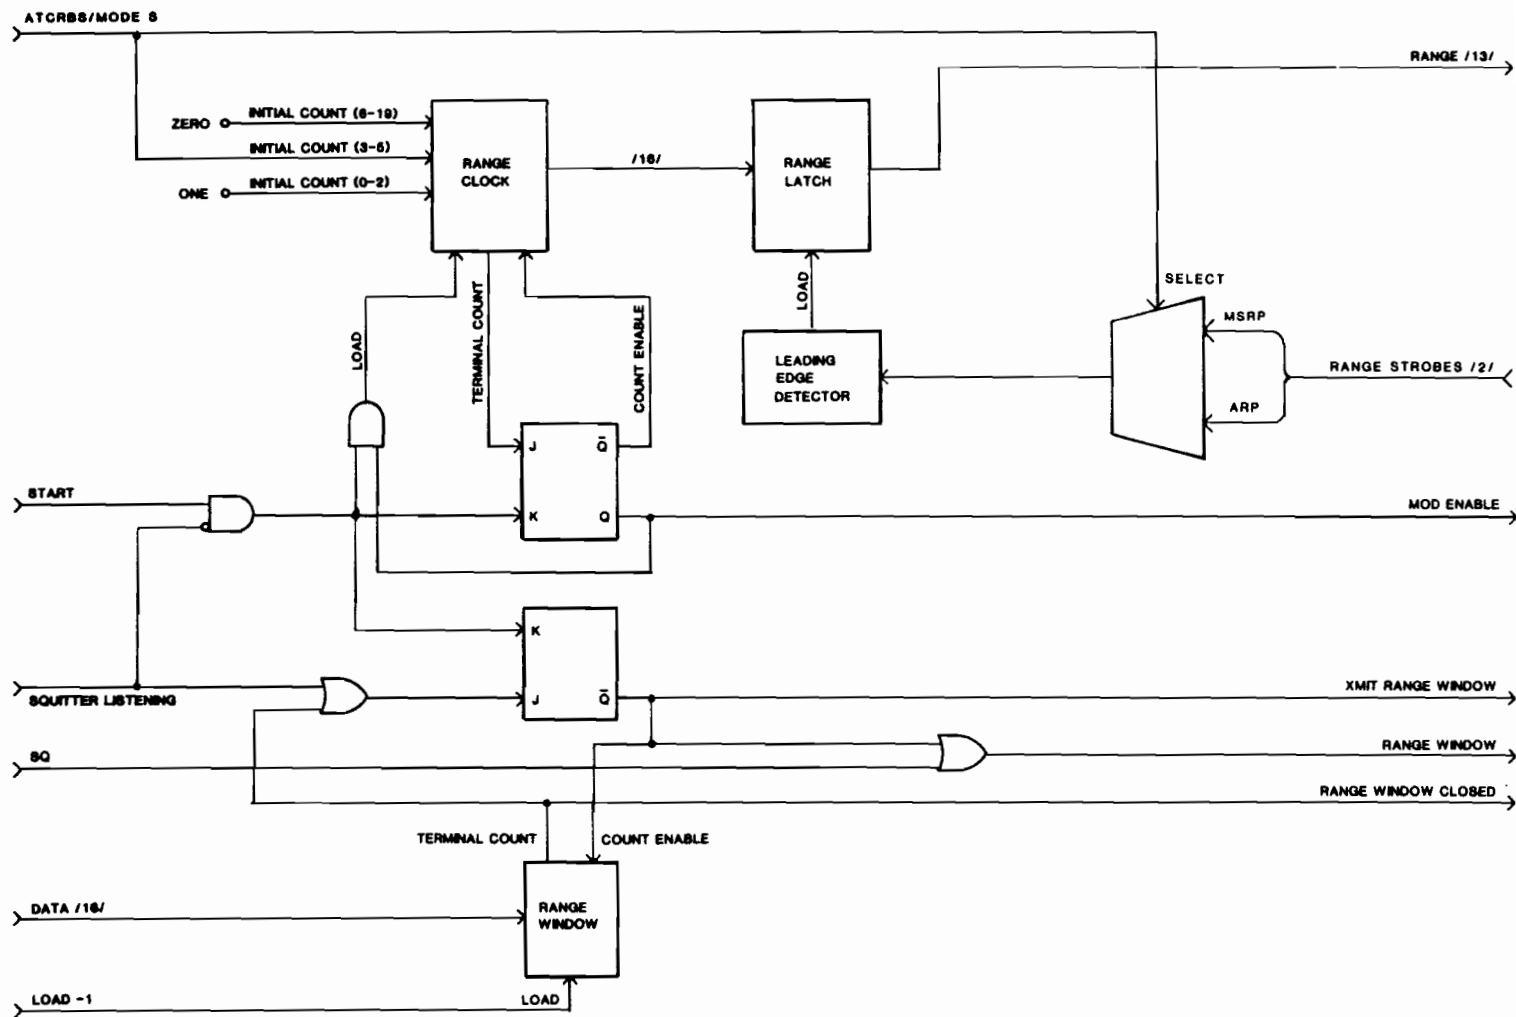 ATCRBS/MODE S
RANGE /13/
ZERO
INITIAL COUNT (6-19)
INITIAL COUNT (3-5)
ONE
INITIAL COUNT (0-2)
RANGE
CLOCK
/16/
RANGE
LATCH
SELECT
LOAD
TERMINAL COUNT
COUNT ENABLE
LOAD
LEADING
EDGE
DETECTOR
MSRP
RANGE STROBES /2/
ARP
J
Q̅
START
K
Q
MOD ENABLE
K
SQUITTER LISTENING
J
Q̅
XMIT RANGE WINDOW
SQ
RANGE WINDOW
RANGE WINDOW CLOSED
TERMINAL COUNT
COUNT ENABLE
DATA /16/
RANGE
WINDOW
LOAD -1
LOAD